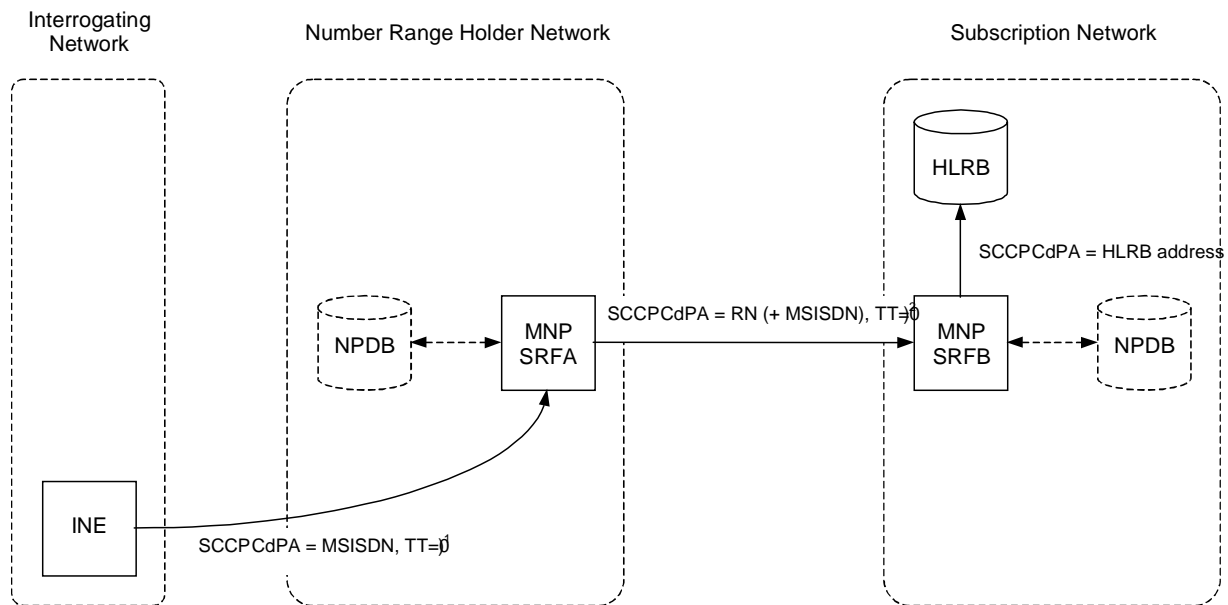 Interrogating
Network
Number Range Holder Network
Subscription Network
HLRB
SCCPCdPA = HLRB address
SCCPCdPA = RN (+ MSISDN), TT=0
NPDB
MNP
SRFA
MNP
SRFB
NPDB
INE
SCCPCdPA = MSISDN, TT=0